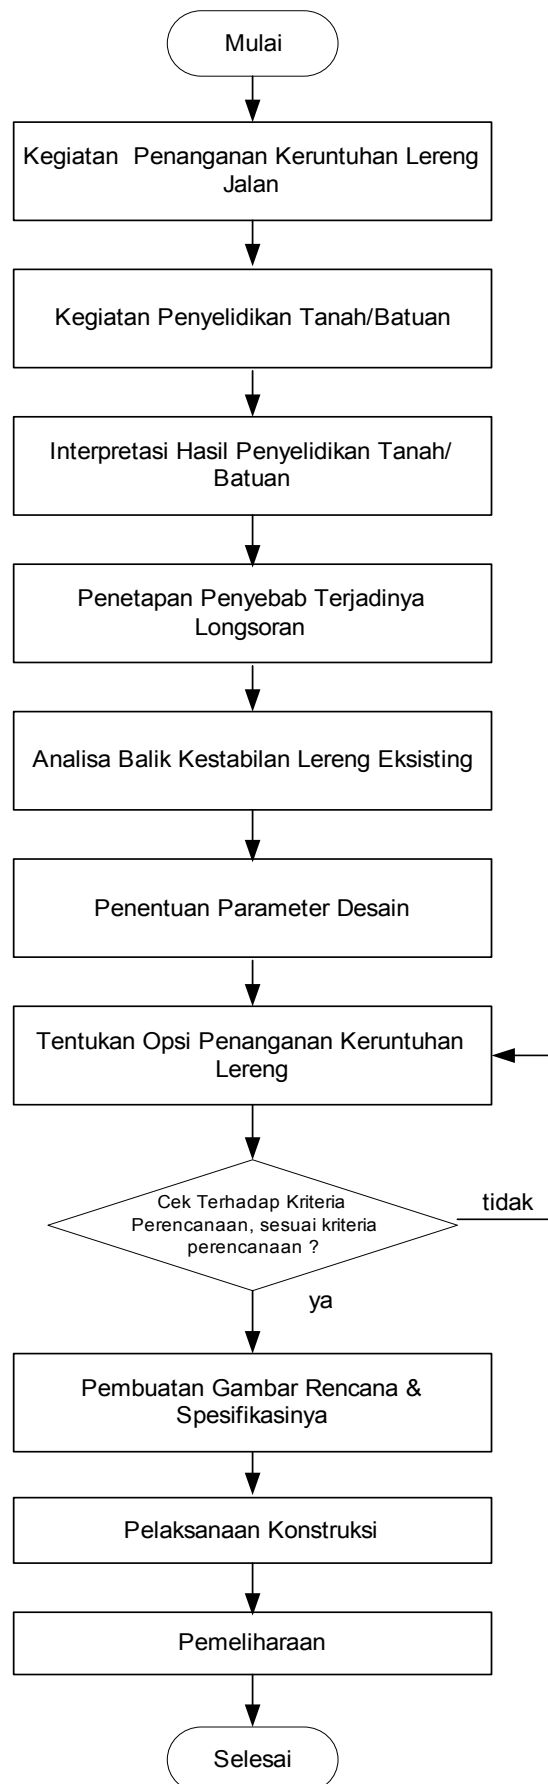 Mulai
Kegiatan  Penanganan Keruntuhan Lereng
Jalan
Kegiatan Penyelidikan Tanah/Batuan
Interpretasi Hasil Penyelidikan Tanah/
Batuan
Penetapan Penyebab Terjadinya
Longsoran
Analisa Balik Kestabilan Lereng Eksisting
Penentuan Parameter Desain
Tentukan Opsi Penanganan Keruntuhan
Lereng
Cek Terhadap Kriteria
Perencanaan, sesuai kriteria
perencanaan ?
tidak
ya
Pembuatan Gambar Rencana &
Spesifikasinya
Pelaksanaan Konstruksi
Pemeliharaan
Selesai